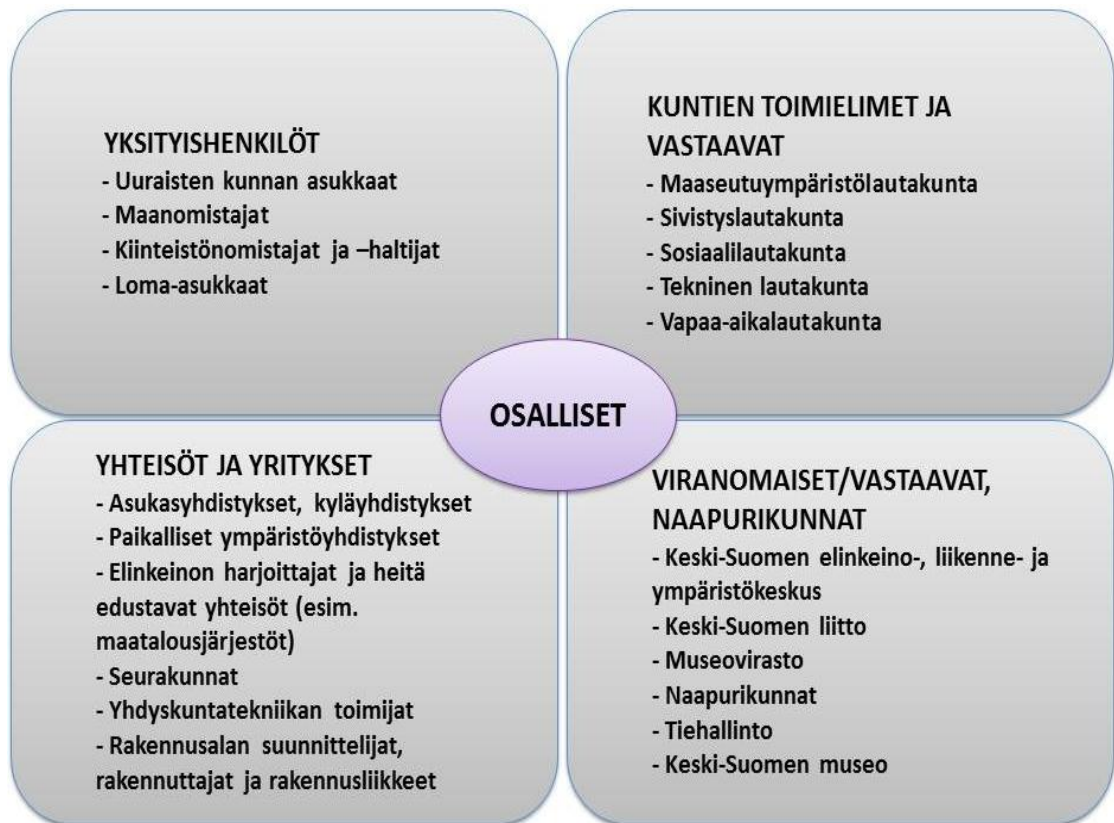 YKSITYISHENKILÖT
- Uuraisten kunnan asukkaat
- Maanomistajat
- Kiinteistönomistajat ja –haltijat
- Loma-asukkaat
KUNTIEN TOIMIELIMET JA
VASTAAVAT
- Maaseutuympäristölautakunta
- Sivistyslautakunta
- Sosiaalilautakunta
- Tekninen lautakunta
- Vapaa-aikalautakunta
OSALLISET
YHTEISÖT JA YRITYKSET
- Asukasyhdistykset, kyläyhdistykset
- Paikalliset ympäristöyhdistykset
- Elinkeinon harjoittajat ja heitä
edustavat yhteisöt (esim.
maatalousjärjestöt)
- Seurakunnat
- Yhdyskuntatekniikan toimijat
- Rakennusalan suunnittelijat,
rakennuttajat ja rakennusliikkeet
VIRANOMAISET/VASTAAVAT,
NAAPURIKUNNAT
- Keski-Suomen elinkeino-, liikenne- ja
ympäristökeskus
- Keski-Suomen liitto
- Museovirasto
- Naapurikunnat
- Tiehallinto
- Keski-Suomen museo